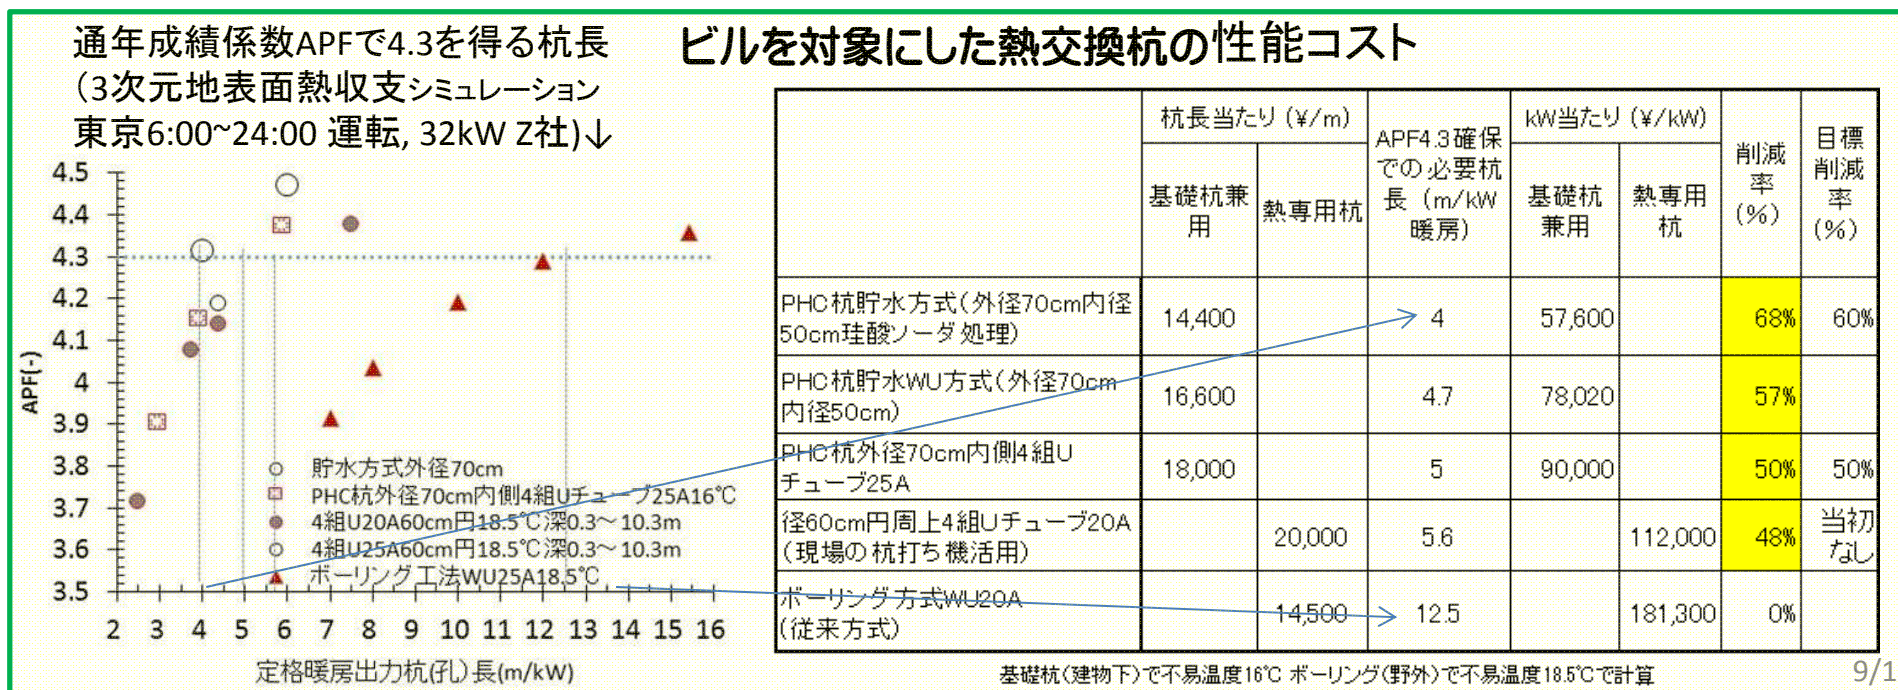 通年成績係数APFで4.3を得る杭長
(3次元地表面熱収支シミュレーション
東京6:00~24:00 運転, 32kW Z社)↓
ビルを対象にした熱交換杭の性能コスト
4.5
4.4
4.3
4.2
4.1
4
3.9
3.8
3.7
3.6
3.5
APF(-)
2 3 4 5 6 7 8 9 10 11 12 13 14 15 16
定格暖房出力杭(孔)長(m/kW)
貯水方式外径70cm
PHC杭外径70cm内側4組Uチューブ25A16℃
4組U20A60cm円18.5℃深0.3~10.3m
4組U25A60cm円18.5℃深0.3~10.3m
ボーリング工法WU25A18.5℃
杭長当たり (¥/m)
APF4.3確保
での必要杭
長 (m/kW
暖房)
kW当たり (¥/kW)
削減
率
(%)
目標
削減
率
(%)
基礎杭兼
用
熱専用杭
基礎杭
兼用
熱専用
杭
PHC杭貯水方式(外径70cm内径
50cm珪酸ソーダ処理)
14,400 4 57,600 68% 60%
PHC杭貯水WU方式(外径70cm
内径50cm)
16,600 4.7 78,020 57%
PHC杭外径70cm内側4組U
チューブ25A
18,000 5 90,000 50% 50%
径60cm円周上4組Uチューブ20A
(現場の杭打ち機活用)
20,000 5.6 112,000 48% 当初
なし
ボーリング方式WU20A
(従来方式)
14,500 12.5 181,300 0%
基礎杭(建物下)で不易温度16℃ ボーリング(野外)で不易温度18.5℃で計算
9/1